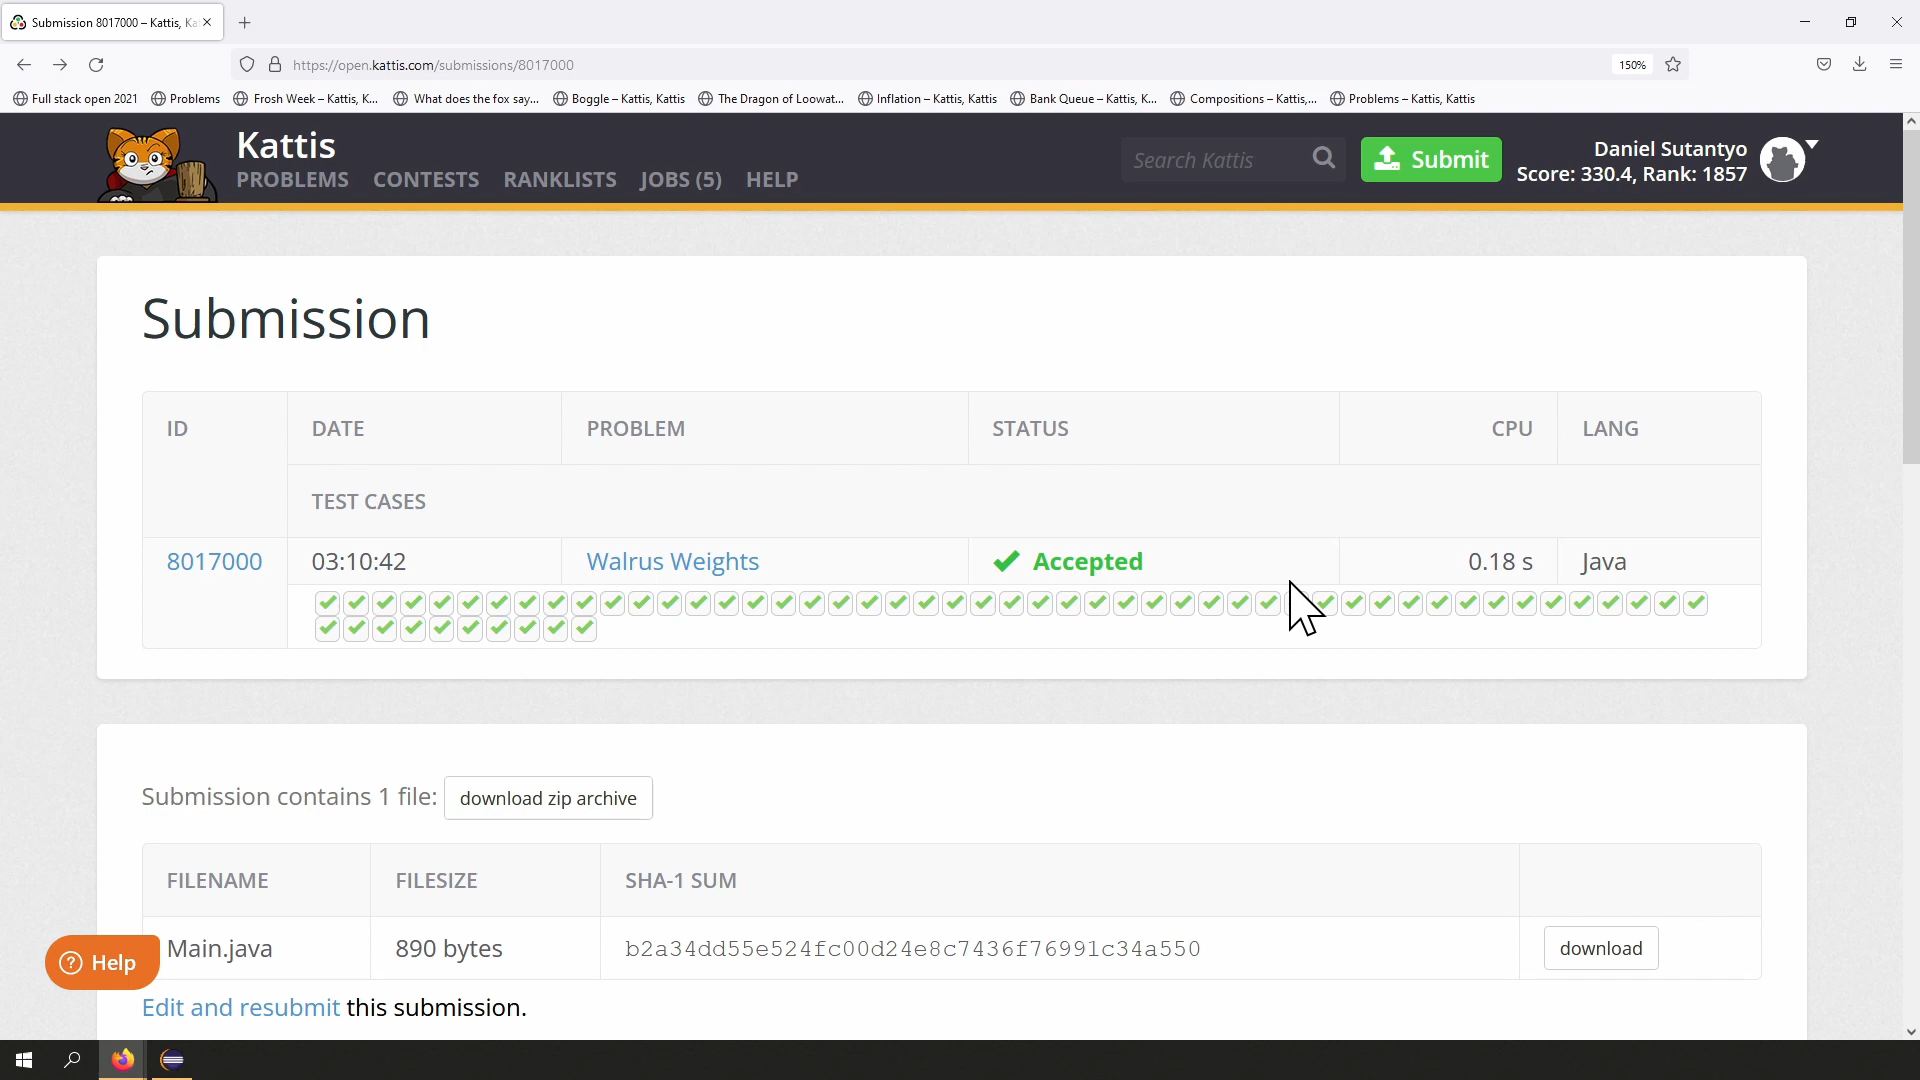 Submission 8017000 – Kattis, Ka
https://open.kattis.com/submissions/8017000
150%
Full stack open 2021
Problems
Frosh Week – Kattis, K...
What does the fox say...
Boggle – Kattis, Kattis
The Dragon of Loowat...
Inflation – Kattis, Kattis
Bank Queue – Kattis, K...
Compositions – Kattis,...
Problems – Kattis, Kattis
Kattis
PROBLEMS CONTESTS RANKLISTS JOBS (5) HELP
Search Kattis
Submit
Daniel Sutantyo
Score: 330.4, Rank: 1857
Submission
ID DATE PROBLEM STATUS CPU LANG
TEST CASES
8017000 03:10:42 Walrus Weights Accepted 0.18 s Java
Submission contains 1 file: download zip archive
FILENAME FILESIZE SHA-1 SUM
Main.java 890 bytes b2a34dd55e524fc00d24e8c7436f76991c34a550 download
Help
Edit and resubmit this submission.